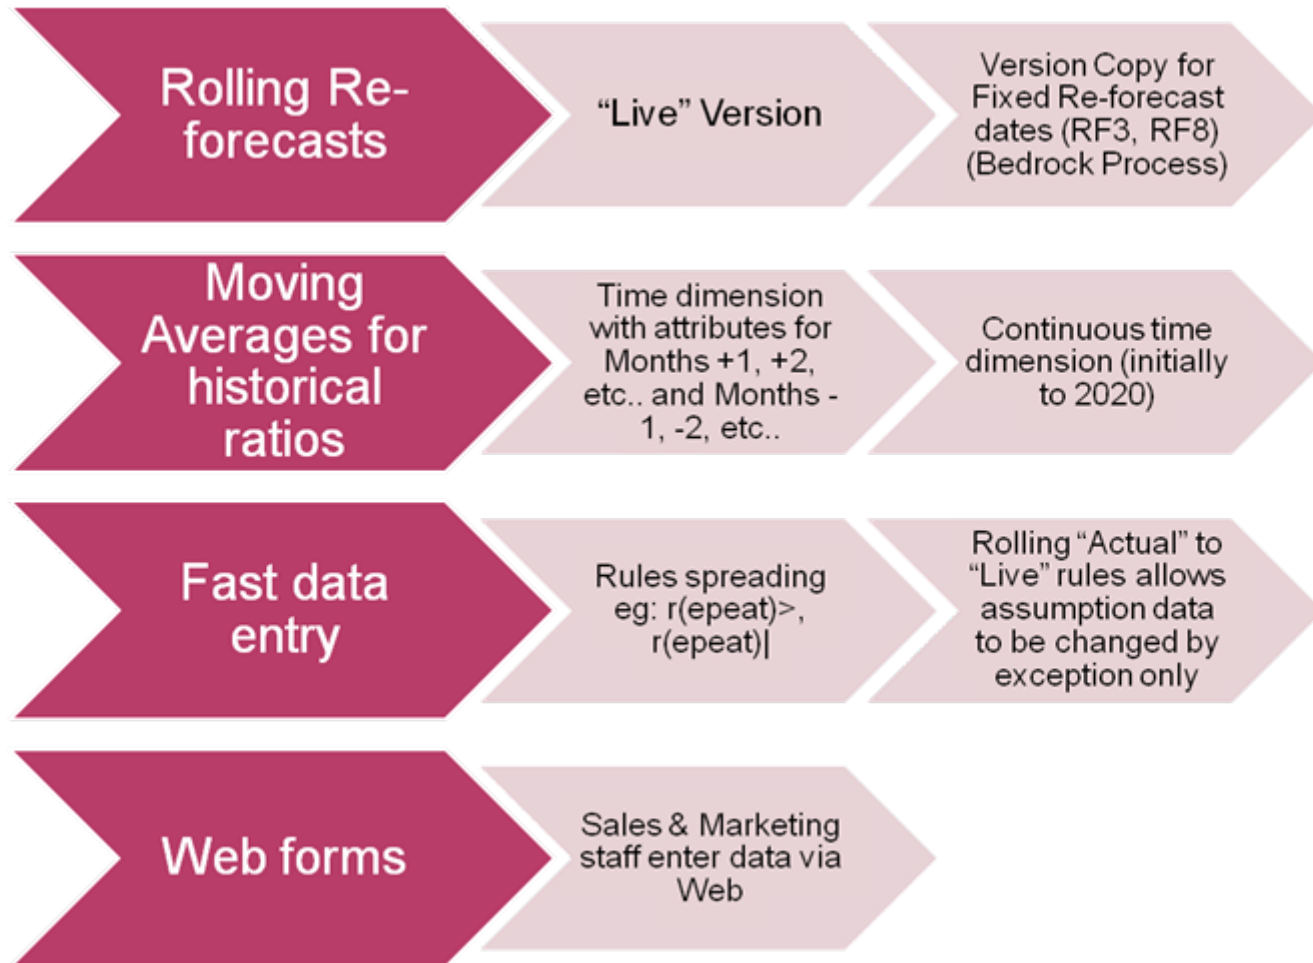 Rolling Re-
forecasts
“Live” Version
Version Copy for
Fixed Re-forecast
dates (RF3, RF8)
(Bedrock Process)
Moving
Averages for
historical
ratios
Time dimension
with attributes for
Months +1, +2,
etc.. and Months -
1, -2, etc..
Continuous time
dimension (initially
to 2020)
Fast data
entry
Rules spreading
eg: r(epeat)>,
r(epeat)|
Rolling “Actual” to
“Live” rules allows
assumption data
to be changed by
exception only
Web forms
Sales & Marketing
staff enter data via
Web